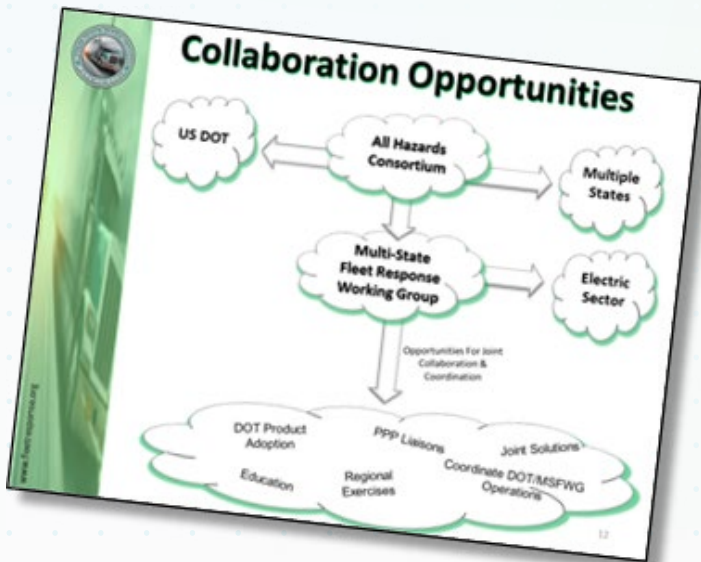 Collaboration Opportunities
US DOT
All Hazards
Consortium
Multiple
States
Multi-State
Fleet Response
Working Group
Electric
Sector
Opportunities For Joint
Collaboration &
Coordination
DOT Product
Adoption
PPP Liaisons
Joint Solutions
Education
Regional
Exercises
Coordinate DOT/MSFWG
Operations
www.fleetresponse.org
12